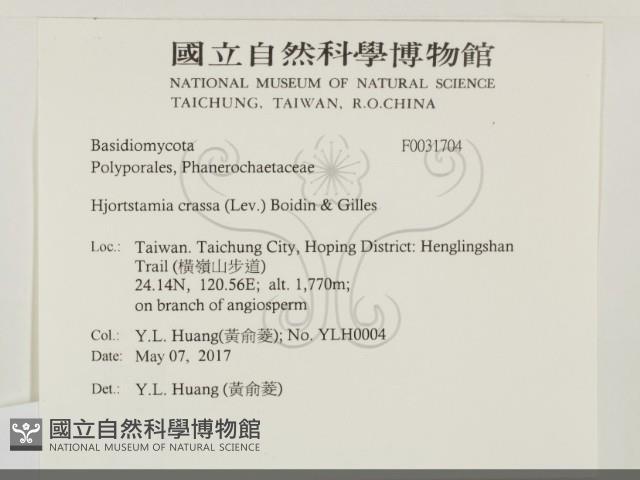 國立自然科學博物館
NATIONAL MUSEUM OF NATURAL SCIENCE
TAICHUNG, TAIWAN, R.O.CHINA
Basidiomycota F0031704
Polyporales, Phanerochaetaceae
Hjortstamia crassa (Lev.) Boidin & Gilles
Loc.: Taiwan. Taichung City, Hoping District: Henglingshan
Trail (橫嶺山步道)
24.14N, 120.56E; alt. 1,770m;
on branch of angiosperm
Col.: Y.L. Huang(黃俞菱); No. YLH0004
Date: May 07, 2017
Det.: Y.L. Huang (黃俞菱)
國立自然科學博物館
NATIONAL MUSEUM OF NATURAL SCIENCE